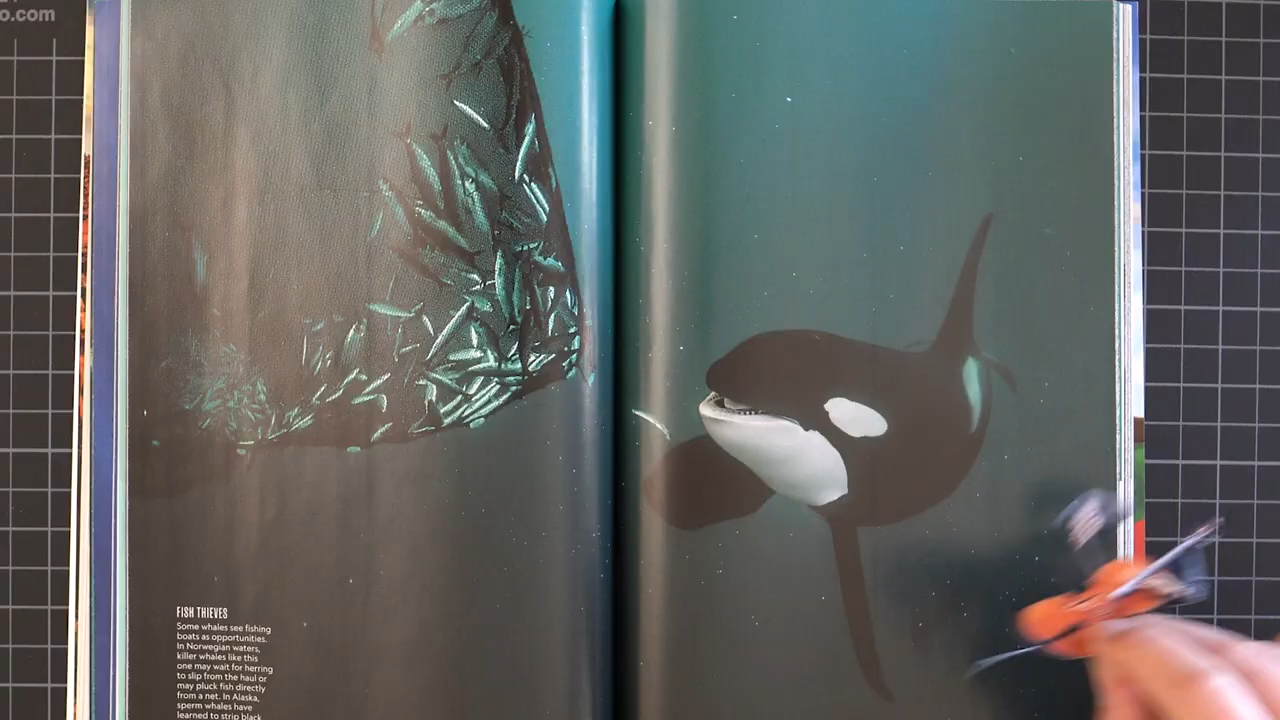 o.com
FISH THIEVES
Some whales see fishing
boats as opportunities.
In Norwegian waters,
killer whales like this
one may wait for herring
to slip from the haul or
may pluck fish directly
from a net. In Alaska,
sperm whales have
learned to strip black